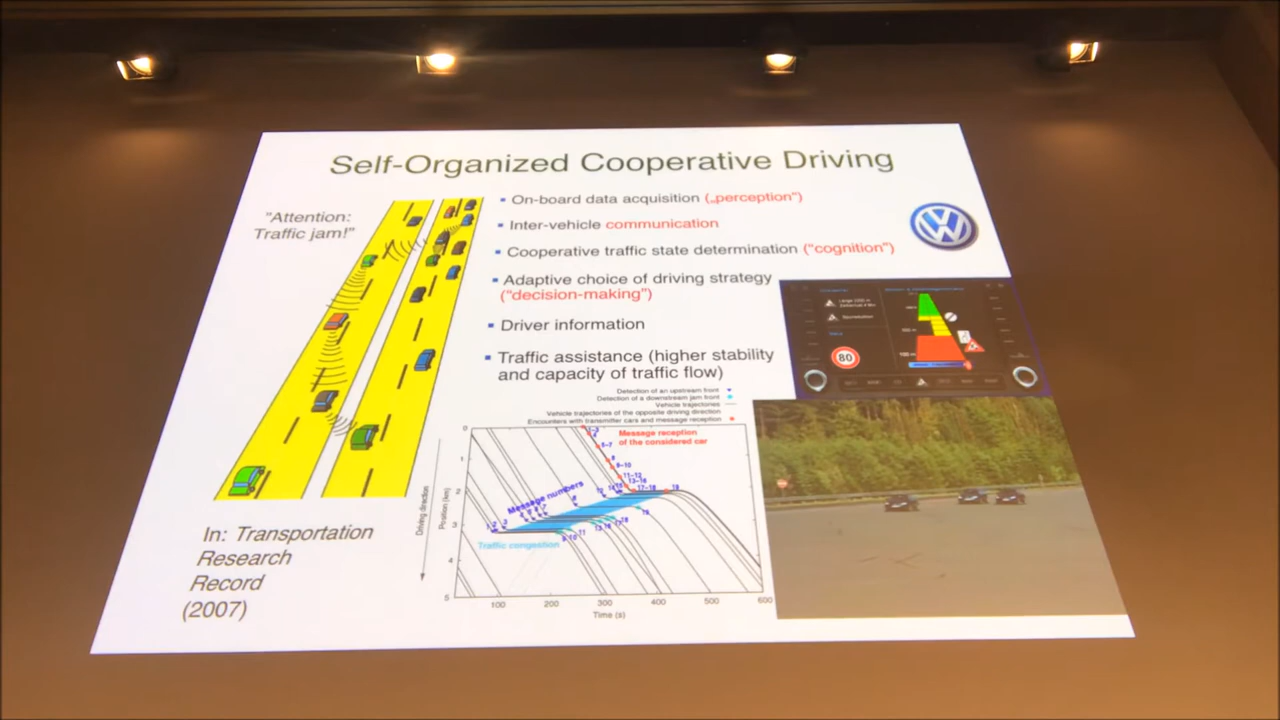 Self-Organized Cooperative Driving
"Attention:
Traffic jam!"
▪ On-board data acquisition („perception“)
▪ Inter-vehicle communication
▪ Cooperative traffic state determination ("cognition")
▪ Adaptive choice of driving strategy
("decision-making")
▪ Driver information
▪ Traffic assistance (higher stability
and capacity of traffic flow)
In: Transportation
Research
Record
(2007)
Detection of an upstream front
Detection of a downstream jam front
Vehicle trajectories
Vehicle trajectories of the opposite driving direction
Encounters with transmitter cars and message reception
Message reception
of the considered car
Message numbers
Traffic congestion
Driving direction
Position (km)
0
1
2
3
4
5
100 200 300 400 500 600
Time (s)
80